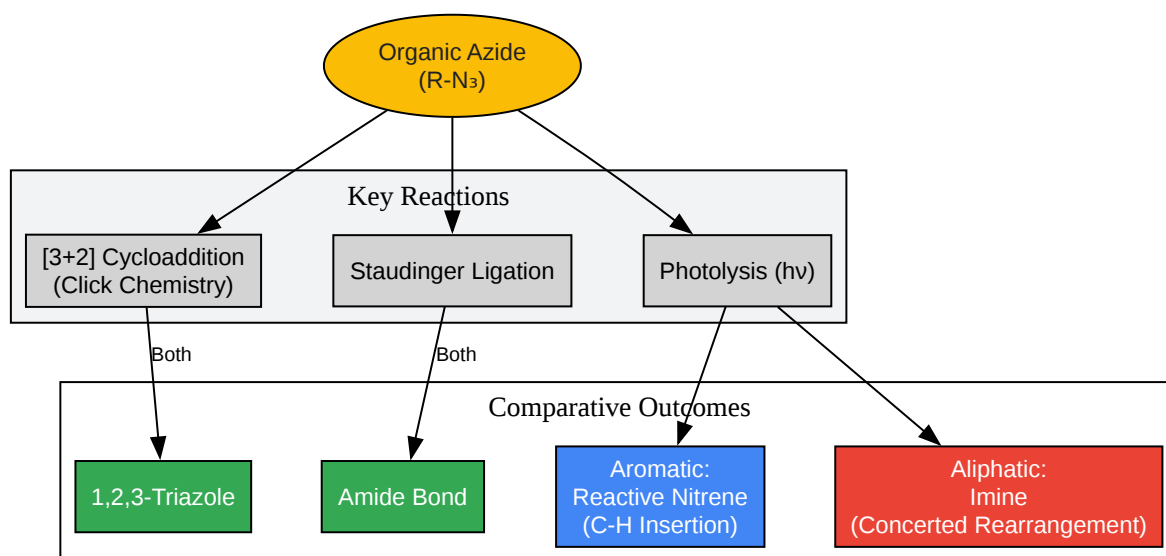 Organic Azide
(R-N₃)
Key Reactions
[3+2] Cycloaddition
(Click Chemistry)
Staudinger Ligation
Photolysis (hν)
Both
Both
Comparative Outcomes
1,2,3-Triazole
Amide Bond
Aromatic:
Reactive Nitrene
(C-H Insertion)
Aliphatic:
Imine
(Concerted Rearrangement)